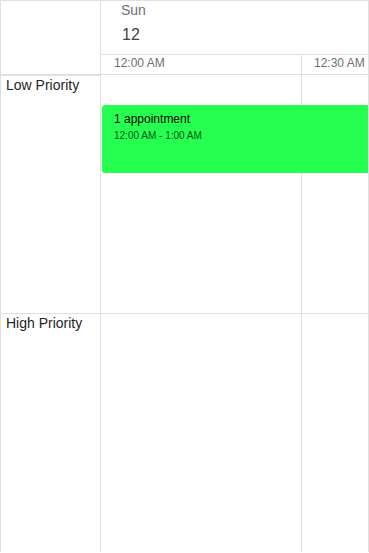 Sun
12
12:00 AM
12:30 AM
Low Priority
1 appointment
12:00 AM - 1:00 AM
High Priority